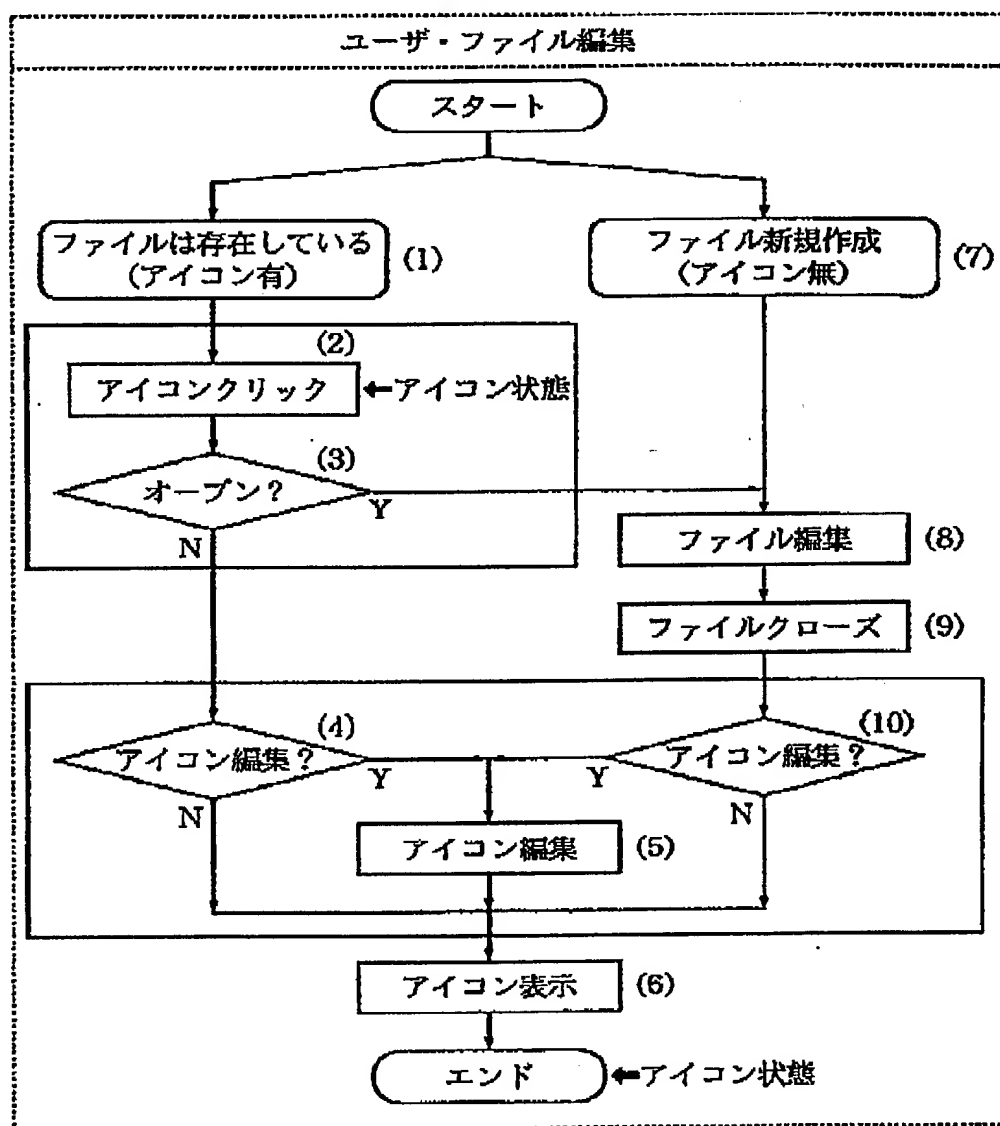 ユーザ・ファイル編集
スタート
ファイルは存在している
(アイコン有)
(1)
ファイル新規作成
(アイコン無)
(7)
(2)
アイコンクリック
←アイコン状態
(3)
オープン?
Y
N
ファイル編集
(8)
ファイルクローズ
(9)
(4)
アイコン編集?
Y
N
(10)
アイコン編集?
Y
N
アイコン編集
(5)
アイコン表示
(6)
エンド
←アイコン状態